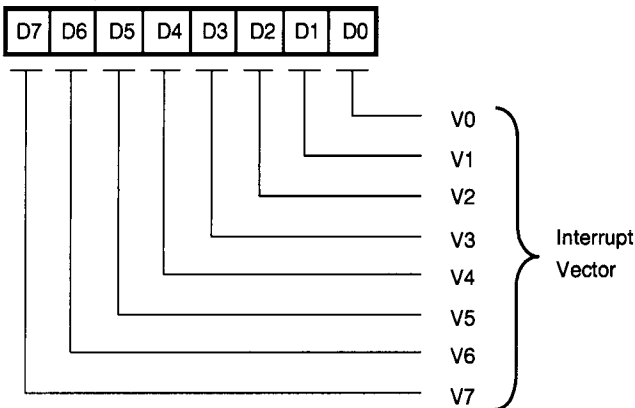 D7 D6 D5 D4 D3 D2 D1 D0
V0
V1
V2
V3
V4
V5
V6
V7
Interrupt
Vector